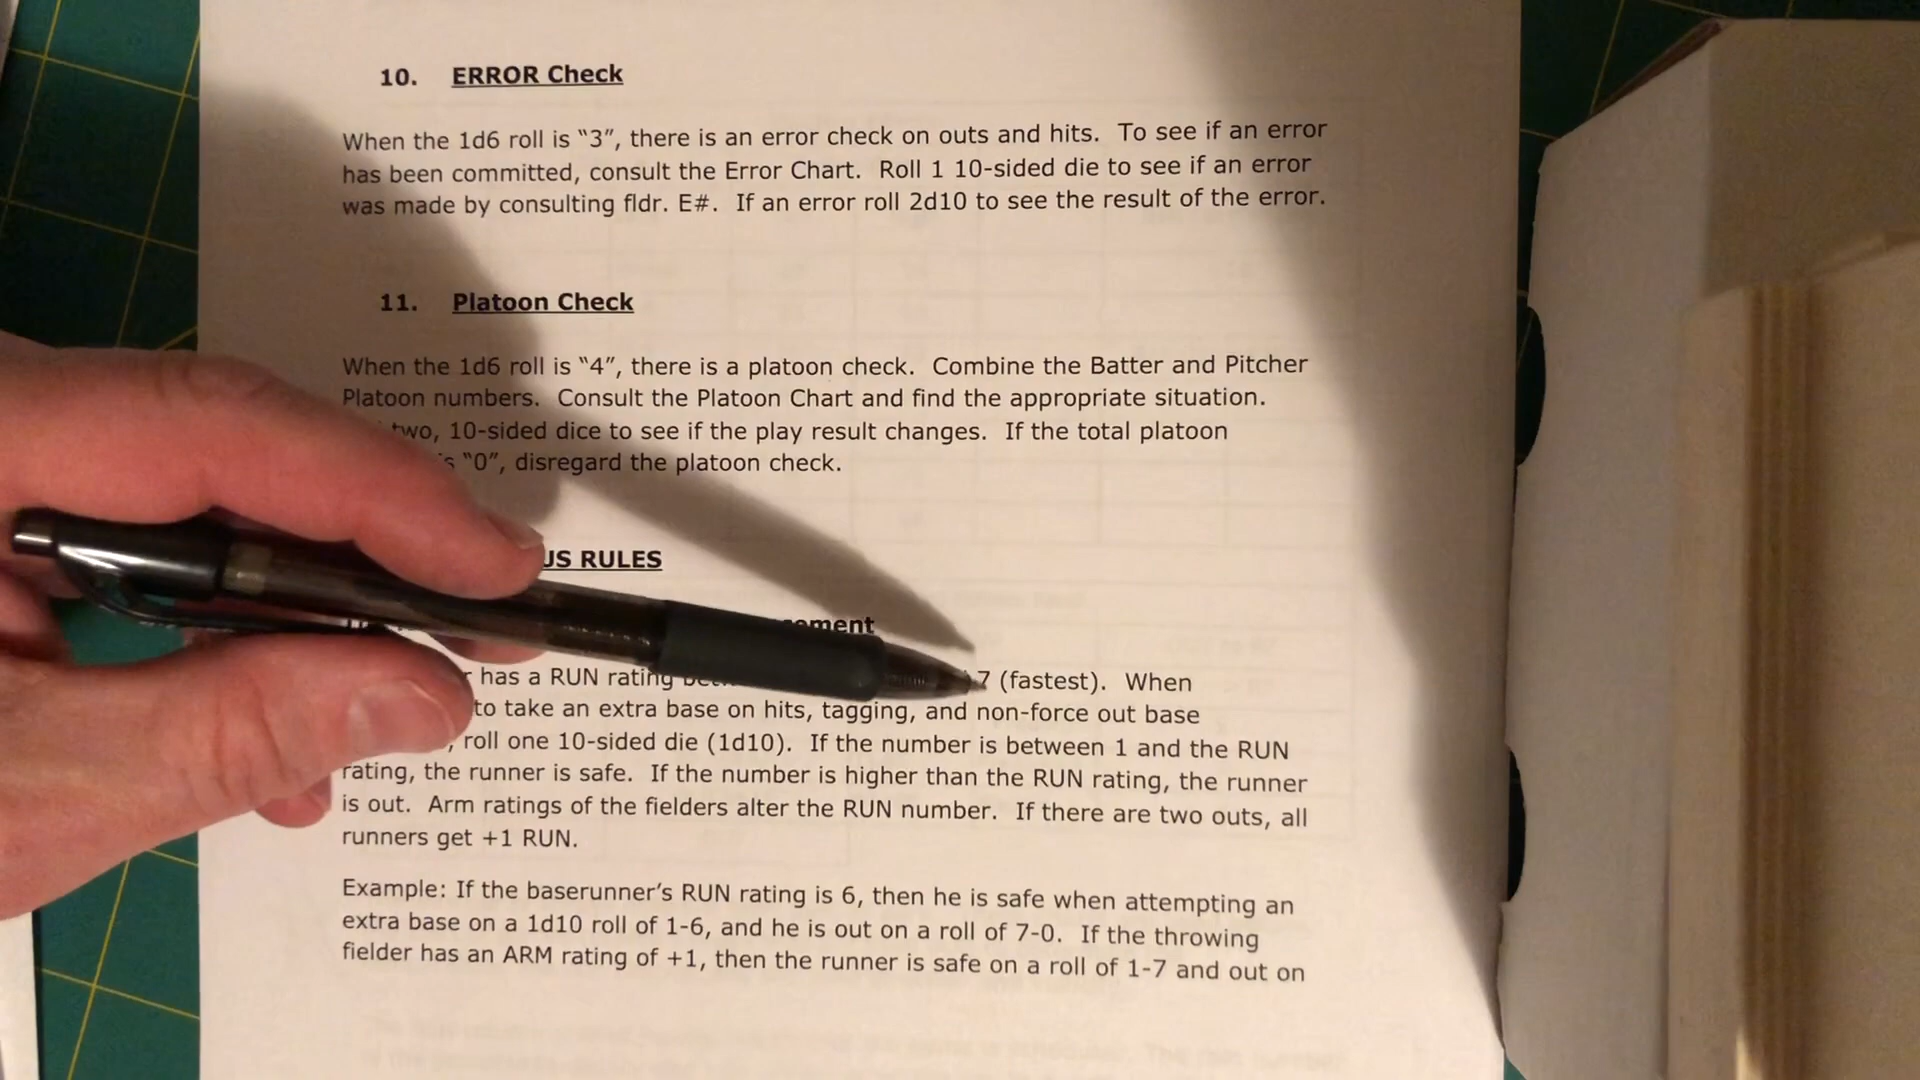 10. ERROR Check
When the 1d6 roll is “3”, there is an error check on outs and hits. To see if an error
has been committed, consult the Error Chart. Roll 1 10-sided die to see if an error
was made by consulting fldr. E#. If an error roll 2d10 to see the result of the error.
11. Platoon Check
When the 1d6 roll is “4”, there is a platoon check. Combine the Batter and Pitcher
Platoon numbers. Consult the Platoon Chart and find the appropriate situation.
two, 10-sided dice to see if the play result changes. If the total platoon
“0”, disregard the platoon check.
RULES
has a RUN rating 7 (fastest). When
to take an extra base on hits, tagging, and non-force out base
, roll one 10-sided die (1d10). If the number is between 1 and the RUN
rating, the runner is safe. If the number is higher than the RUN rating, the runner
is out. Arm ratings of the fielders alter the RUN number. If there are two outs, all
runners get +1 RUN.
Example: If the baserunner’s RUN rating is 6, then he is safe when attempting an
extra base on a 1d10 roll of 1-6, and he is out on a roll of 7-0. If the throwing
fielder has an ARM rating of +1, then the runner is safe on a roll of 1-7 and out on